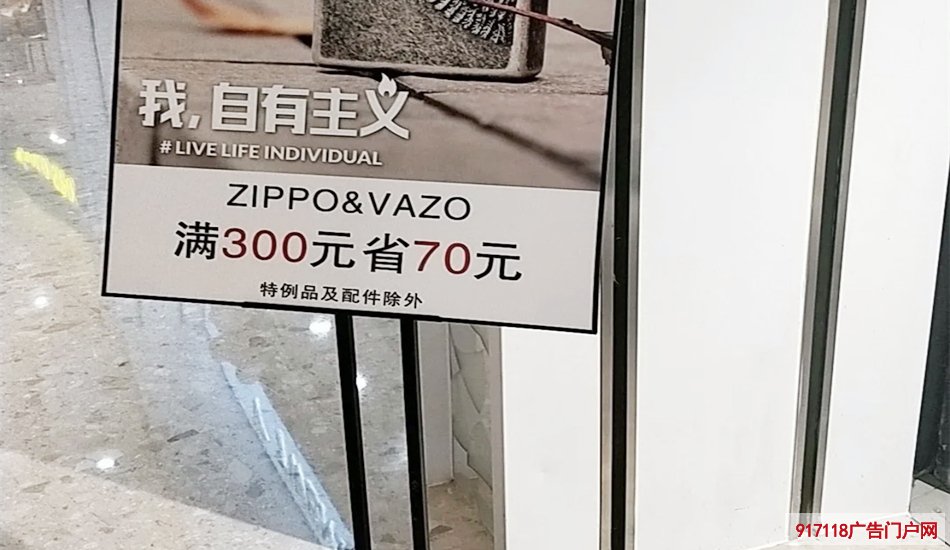 我,自有主义
#LIVE LIFE INDIVIDUAL
ZIPPO&VAZO
满300元省70元
特例品及配件除外
917118广告门户网